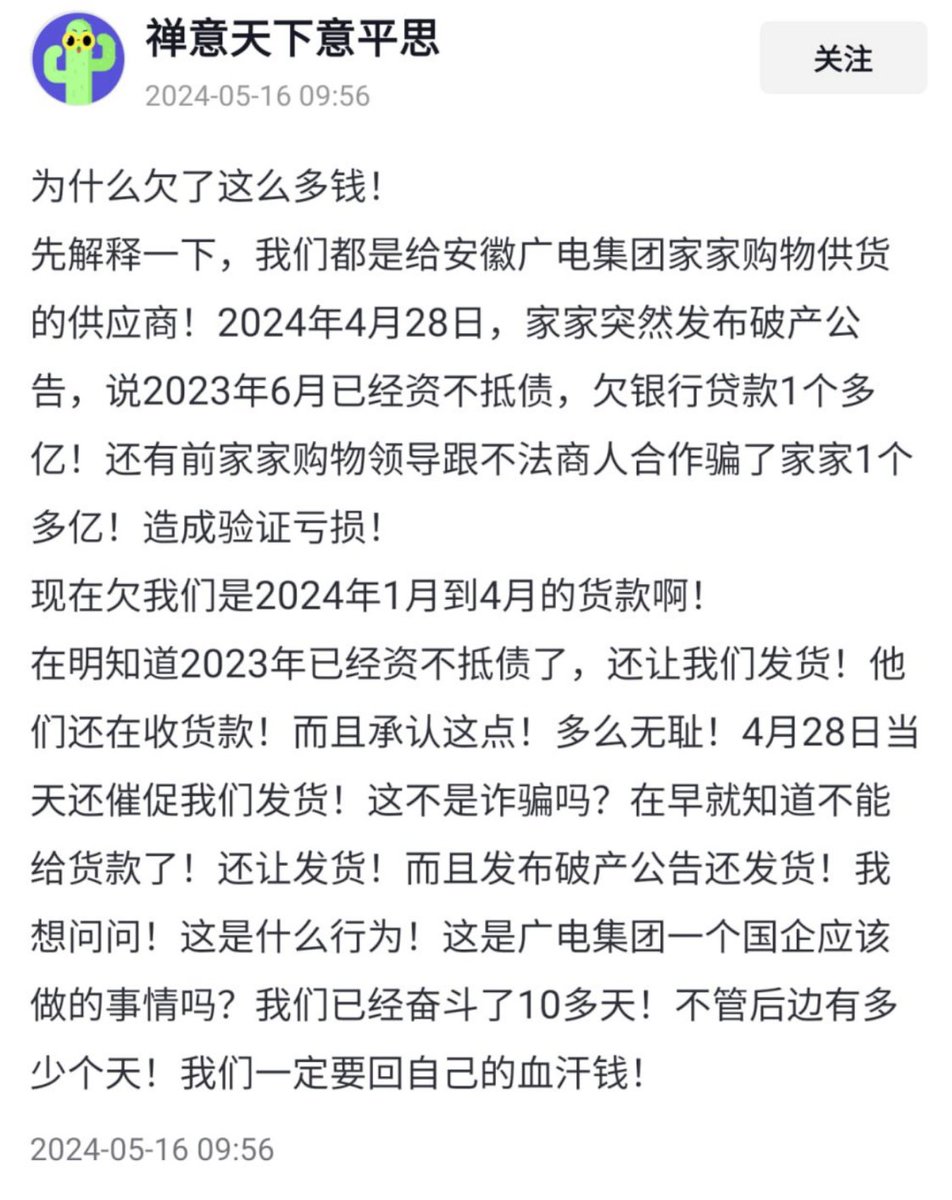 禅意天下意平思
2024-05-16 09:56
关注
为什么欠了这么多钱！
先解释一下，我们都是给安徽广电集团家家购物供货
的供应商！2024年4月28日，家家突然发布破产公
告，说2023年6月已经资不抵债，欠银行贷款1个多
亿！还有前家家购物领导跟不法商人合作骗了家家1个
多亿！造成验证亏损！
现在欠我们是2024年1月到4月的货款啊！
在明知道2023年已经资不抵债了，还让我们发货！他
们还在收货款！而且承认这点！多么无耻！4月28日当
天还催促我们发货！这不是诈骗吗？在早就知道不能
给货款了！还让发货！而且发布破产公告还发货！我
想问问！这是什么行为！这是广电集团一个国企应该
做的事情吗？我们已经奋斗了10多天！不管后边有多
少个天！我们一定要回自己的血汗钱！
2024-05-16 09:56